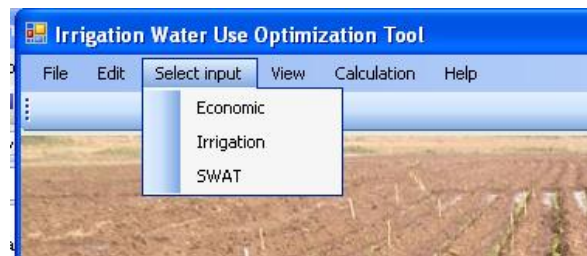 Irrigation Water Use Optimization Tool
File Edit Select input View Calculation Help
Economic
Irrigation
SWAT